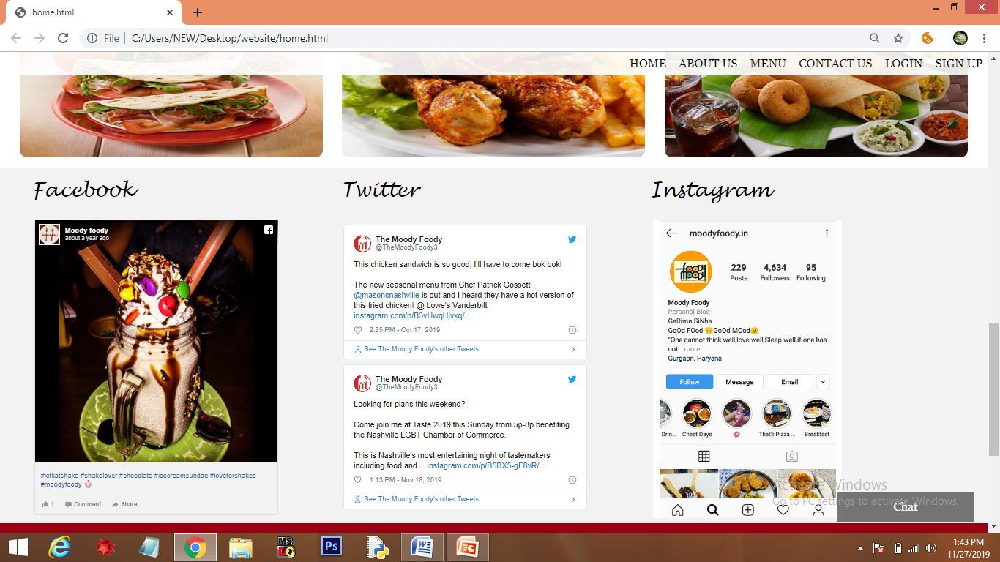 home.html
File
C:/Users/NEW/Desktop/website/home.html
HOME ABOUT US MENU CONTACT US LOGIN SIGN UP
Facebook
Twitter
Instagram
Moody foody
about a year ago
#kitkatshake #shakelover #chocolate #icecreamsundae #loveforshakes
#moodyfoody
1 Comment Share
The Moody Foody
@TheMoodyFoody3
This chicken sandwich is so good, I'll have to come bok bok!
The new seasonal menu from Chef Patrick Gossett
@masonsnashville is out and I heard they have a hot version of
this fried chicken! @ Lowe's Vanderbilt
instagram.com/p/B3vHwqHlvxq/…
2:35 PM - Oct 17, 2019
See The Moody Foody's other Tweets
The Moody Foody
@TheMoodyFoody3
Looking for plans this weekend?
Come join me at Taste 2019 this Sunday from 5p-8p benefiting
the Nashville LGBT Chamber of Commerce.
This is Nashville's most entertaining night of tastemakers
including food and… instagram.com/p/B5BX5-gF8vR/…
1:13 PM - Nov 18, 2019
See The Moody Foody's other Tweets
moodyfoody.in
FOODY
MOODY
229 4,634 95
Posts Followers Following
Moody Foody
Personal Blog
GaRima SiNha
GoOd FOod 🙃GoOd MOod🤗
"One cannot think well,love well,Sleep well,if one has
not... more
Gurgaon, Haryana
Follow Message Email
Drin... Cheat Days 💋 That's Pizza ... Breakfast
Activate Windows
Go to PC settings to activate Windows.
Chat
MS
Ps
1:43 PM
11/27/2019